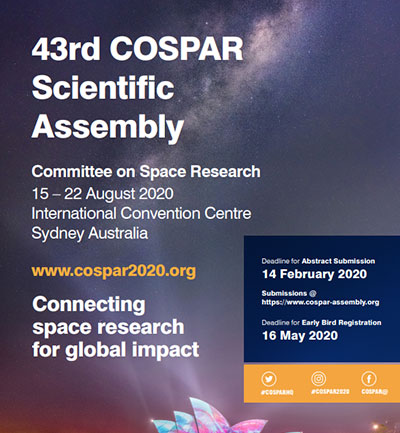 43rd COSPAR
Scientific
Assembly
Committee on Space Research
15 – 22 August 2020
International Convention Centre
Sydney Australia
www.cospar2020.org
Connecting
space research
for global impact
Deadline for Abstract Submission
14 February 2020
Submissions @
https://www.cospar-assembly.org
Deadline for Early Bird Registration
16 May 2020
#COSPARHQ #COSPAR2020 COSPAR@